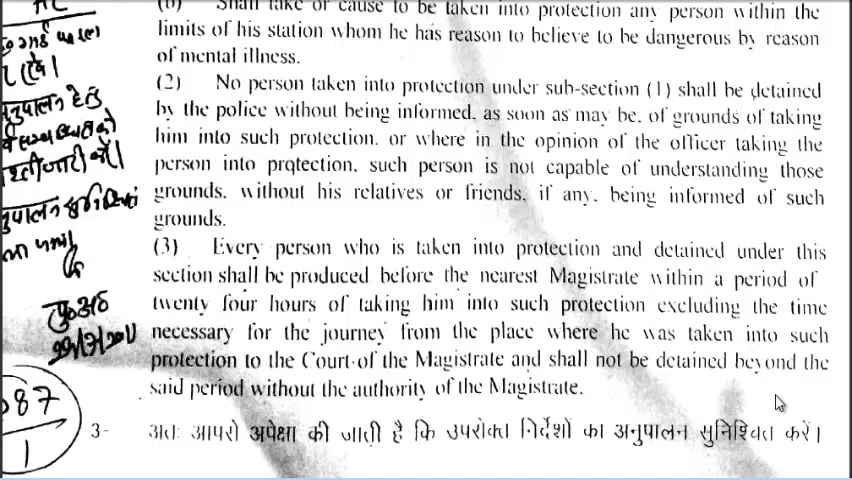 (b) Shall take or cause to be taken into protection any person within the
limits of his station whom he has reason to believe to be dangerous by reason
of mental illness.
(2) No person taken into protection under sub-section (1) shall be detained
by the police without being informed, as soon as may be, of grounds of taking
him into such protection, or where in the opinion of the officer taking the
person into protection, such person is not capable of understanding those
grounds, without his relatives or friends, if any, being informed of such
grounds.
(3) Every person who is taken into protection and detained under this
section shall be produced before the nearest Magistrate within a period of
twenty four hours of taking him into such protection excluding the time
necessary for the journey from the place where he was taken into such
protection to the Court of the Magistrate and shall not be detained beyond the
said period without the authority of the Magistrate.
3- अतः आपसे अपेक्षा की जाती है कि उपरोक्त निर्देशों का अनुपालन सुनिश्चित करें।
87
1